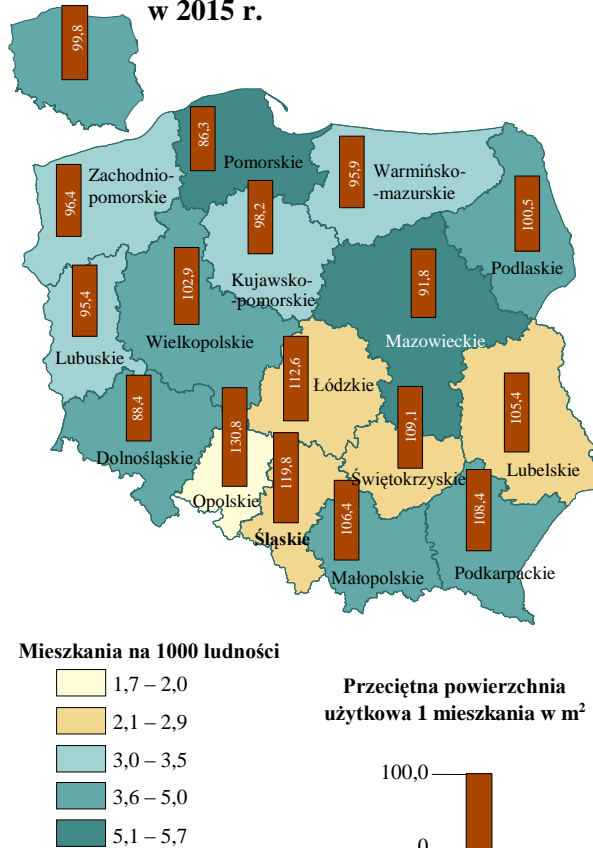 w 2015 r.
99,8
86,3
Pomorskie
Zachodnio-
pomorskie
96,4
95,9
Warmińsko-
-mazurskie
98,2
Kujawsko-
-pomorskie
100,5
Podlaskie
95,4
Lubuskie
102,9
Wielkopolskie
91,8
Mazowieckie
112,6
Łódzkie
88,4
Dolnośląskie
130,8
Opolskie
119,8
Śląskie
109,1
Świętokrzyskie
105,4
Lubelskie
106,4
Małopolskie
108,4
Podkarpackie
Mieszkania na 1000 ludności
1,7 – 2,0
2,1 – 2,9
3,0 – 3,5
3,6 – 5,0
5,1 – 5,7
Przeciętna powierzchnia
użytkowa 1 mieszkania w m²
100,0
0